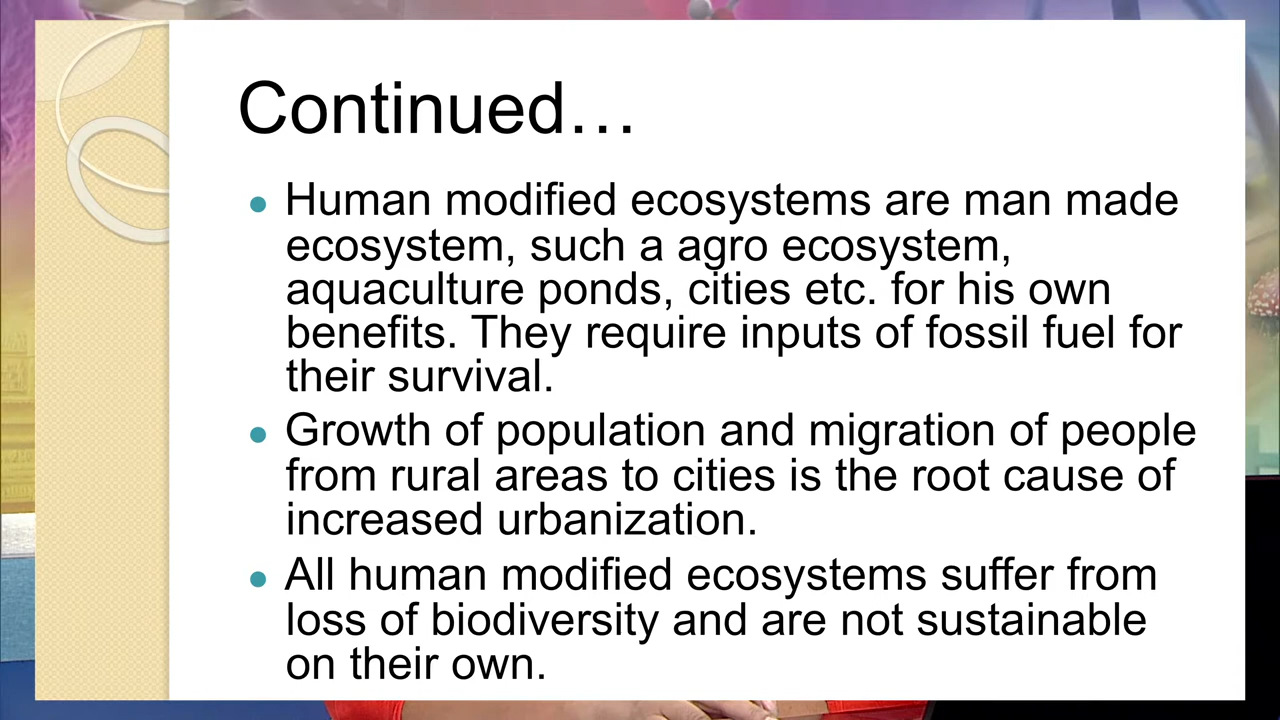 Continued…
Human modified ecosystems are man made
ecosystem, such a agro ecosystem,
aquaculture ponds, cities etc. for his own
benefits. They require inputs of fossil fuel for
their survival.
Growth of population and migration of people
from rural areas to cities is the root cause of
increased urbanization.
All human modified ecosystems suffer from
loss of biodiversity and are not sustainable
on their own.